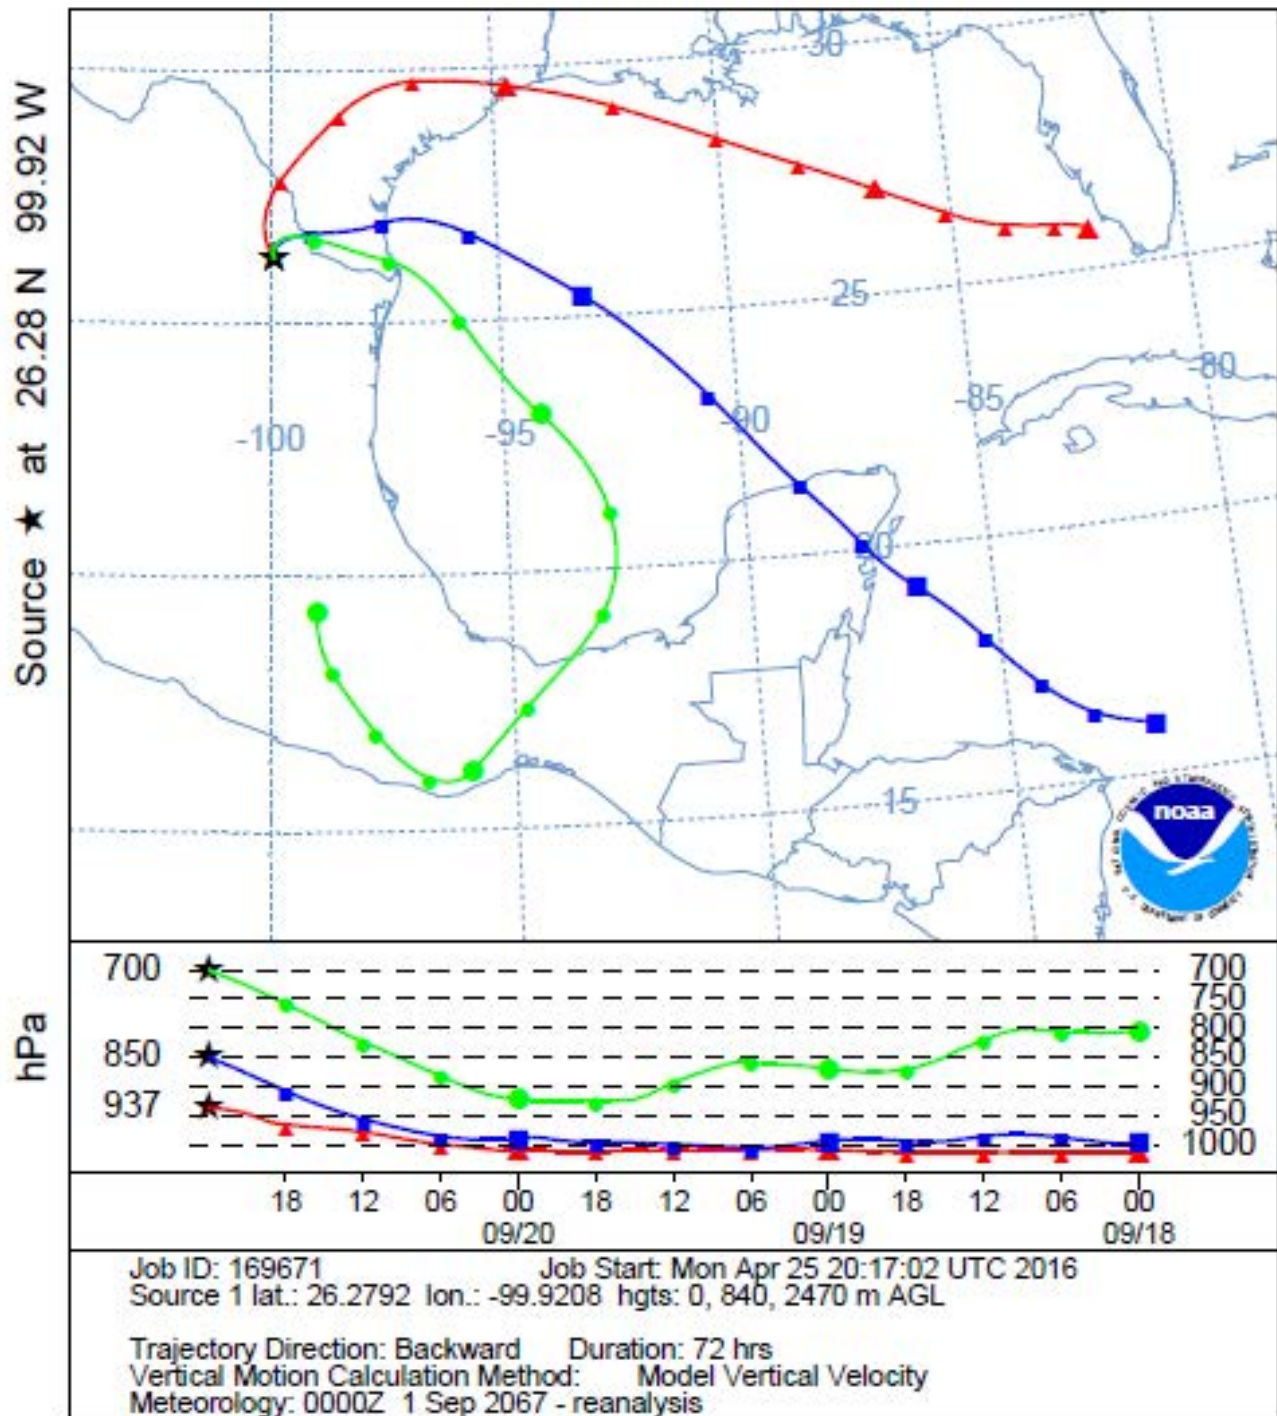 Source ★ at 26.28 N 99.92 W
30
25
-80
-85
-90
-95
-100
20
15
noaa
hPa
700
850
937
700
750
800
850
900
950
1000
18 12 06 00 18 12 06 00 18 12 06 00
09/20 09/19 09/18
Job ID: 169671 Job Start: Mon Apr 25 20:17:02 UTC 2016
Source 1 lat.: 26.2792 lon.: -99.9208 hgts: 0, 840, 2470 m AGL
Trajectory Direction: Backward Duration: 72 hrs
Vertical Motion Calculation Method: Model Vertical Velocity
Meteorology: 0000Z 1 Sep 2067 - reanalysis